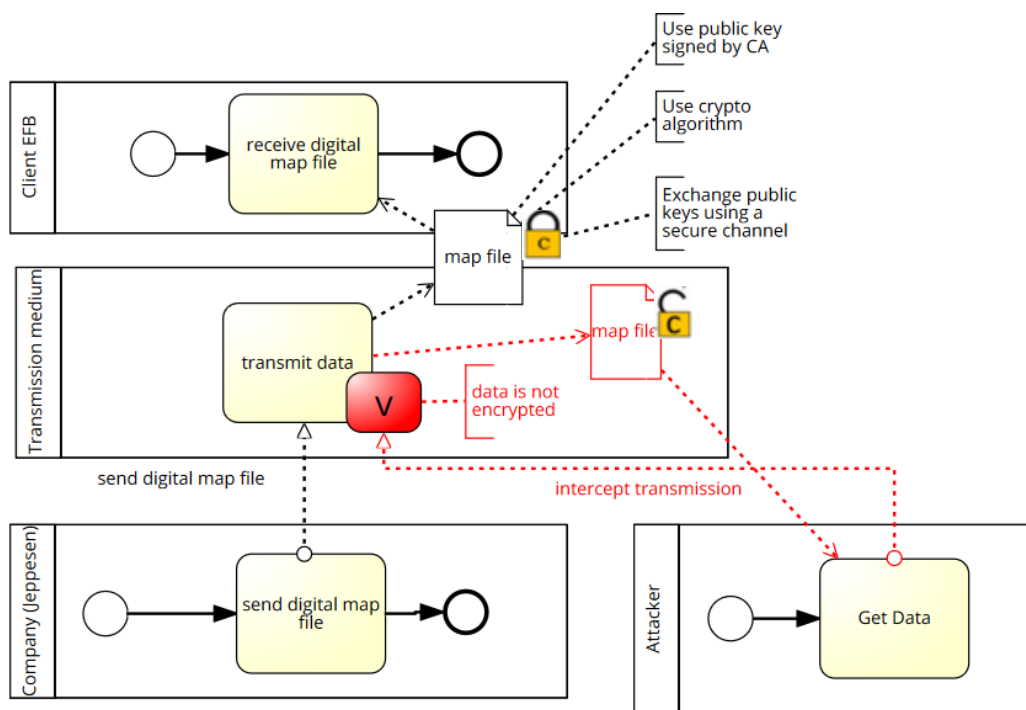 Use public key
signed by CA
Use crypto
algorithm
Exchange public
keys using a
secure channel
Client EFB
receive digital
map file
c
map file
Transmission medium
transmit data
V
data is not
encrypted
map file
C
send digital map file
intercept transmission
Company (Jeppesen)
send digital map
file
Attacker
Get Data